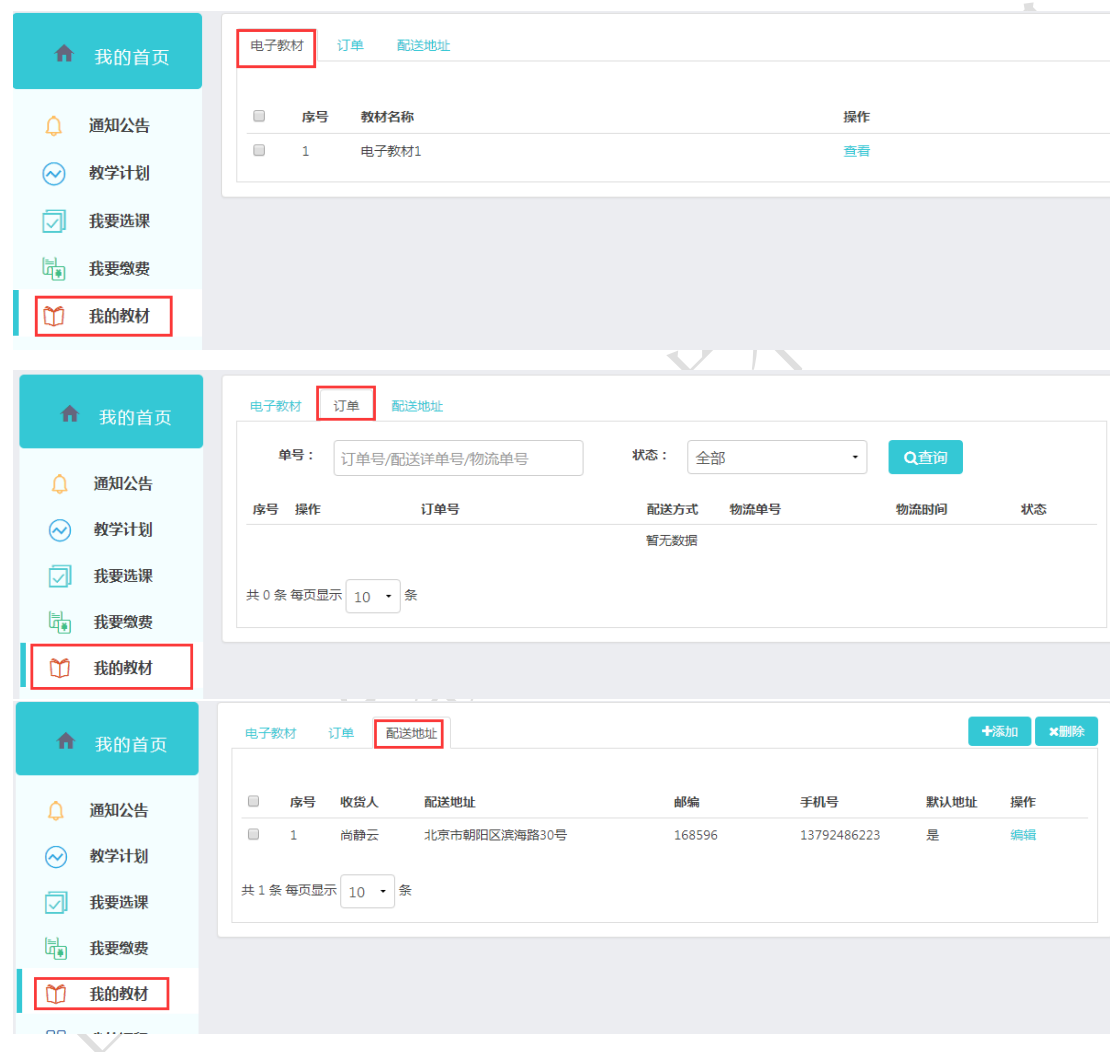 我的首页
通知公告
教学计划
我要选课
我要缴费
我的教材
电子教材 订单 配送地址
序号 教材名称 操作
1 电子教材1 查看
我的首页
通知公告
教学计划
我要选课
我要缴费
我的教材
电子教材 订单 配送地址
单号： 订单号/配送详单号/物流单号 状态： 全部 查询
序号 操作 订单号 配送方式 物流单号 物流时间 状态
暂无数据
共 0 条 每页显示 10 条
我的首页
通知公告
教学计划
我要选课
我要缴费
我的教材
电子教材 订单 配送地址 添加 删除
序号 收货人 配送地址 邮编 手机号 默认地址 操作
1 尚静云 北京市朝阳区滨海路30号 168596 13792486223 是 编辑
共 1 条 每页显示 10 条